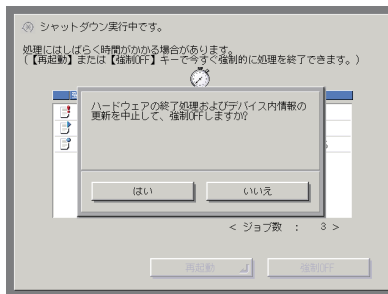 シャットダウン実行中です。
処理にはしばらく時間がかかる場合があります。
(【再起動】または【強制OFF】キーで今すぐ強制的に処理を終了できます。)
ハードウェアの終了処理およびデバイス内情報の
更新を中止して、強制OFFしますか?
はい
いいえ
< ジョブ数 : 3 >
再起動
強制OFF